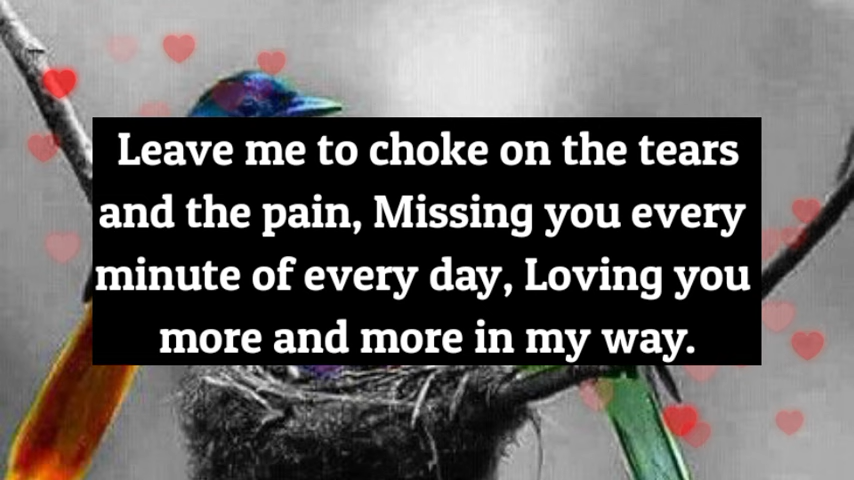 Leave me to choke on the tears
and the pain, Missing you every
minute of every day, Loving you
more and more in my way.